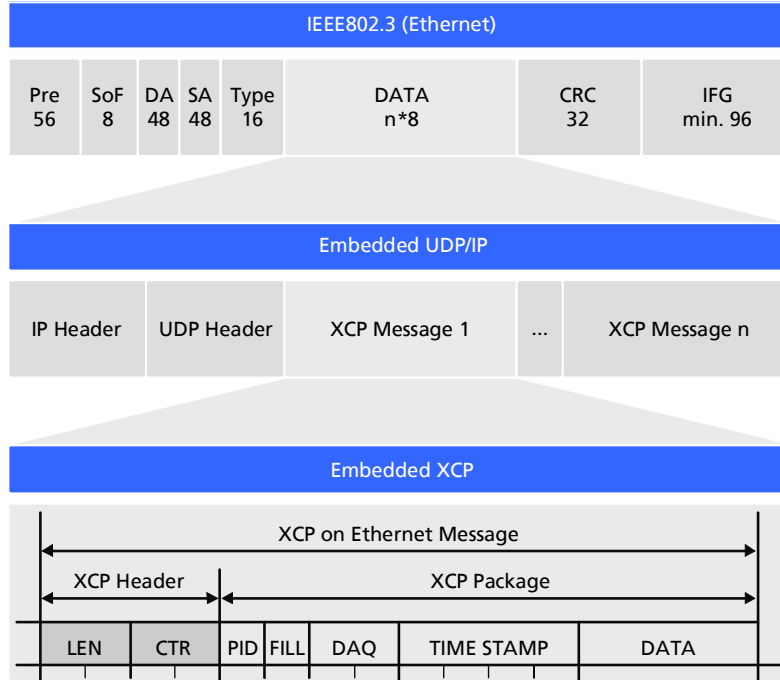 IEEE802.3 (Ethernet)
Pre SoF DA SA Type DATA CRC IFG
56 8 48 48 16 n*8 32 min. 96
Embedded UDP/IP
IP Header UDP Header XCP Message 1 ... XCP Message n
Embedded XCP
XCP on Ethernet Message
XCP Header XCP Package
LEN CTR PID FILL DAQ TIME STAMP DATA